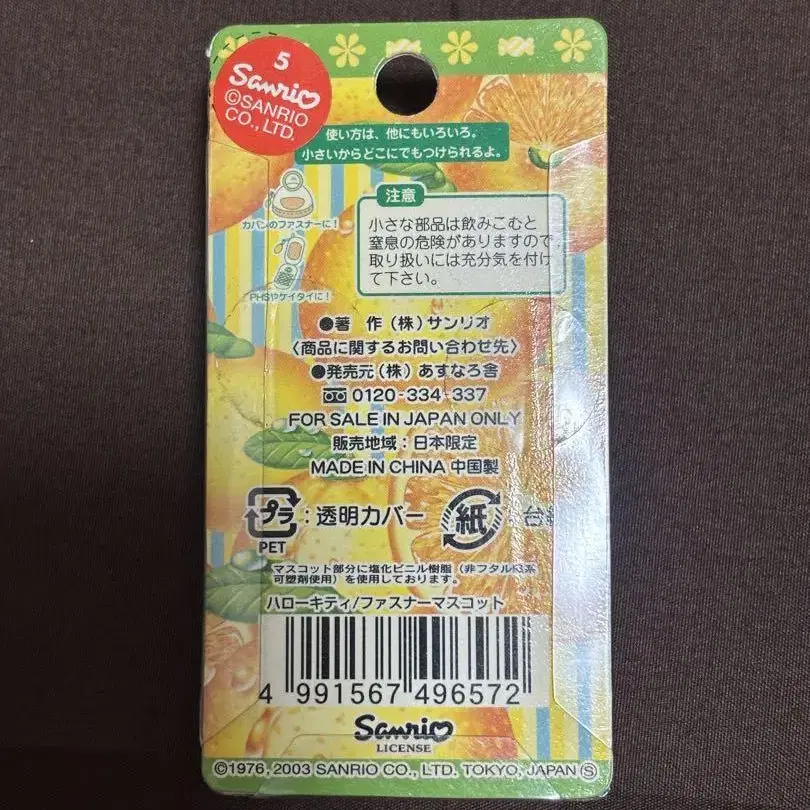 5
Sanrio
©SANRIO
CO., LTD.
使い方は、他にもいろいろ。
小さいからどこにでもつけられるよ。
カバンのファスナーに!
PHSやケイタイに!
注意
小さな部品は飲みこむと
窒息の危険がありますので、
取り扱いには充分気を付け
て下さい。
●著 作（株）サンリオ
〈商品に関するお問い合わせ先〉
●発売元（株）あすなろ舎
0120-334-337
FOR SALE IN JAPAN ONLY
販売地域：日本限定
MADE IN CHINA 中国製
プラ
PET
：透明カバー
紙
：台紙
マスコット部分に塩化ビニル樹脂（非フタル酸系
可塑剤使用）を使用しております。
ハローキティ/ファスナーマスコット
4 991567 496572
Sanrio
LICENSE
©1976, 2003 SANRIO CO., LTD. TOKYO, JAPAN Ⓢ